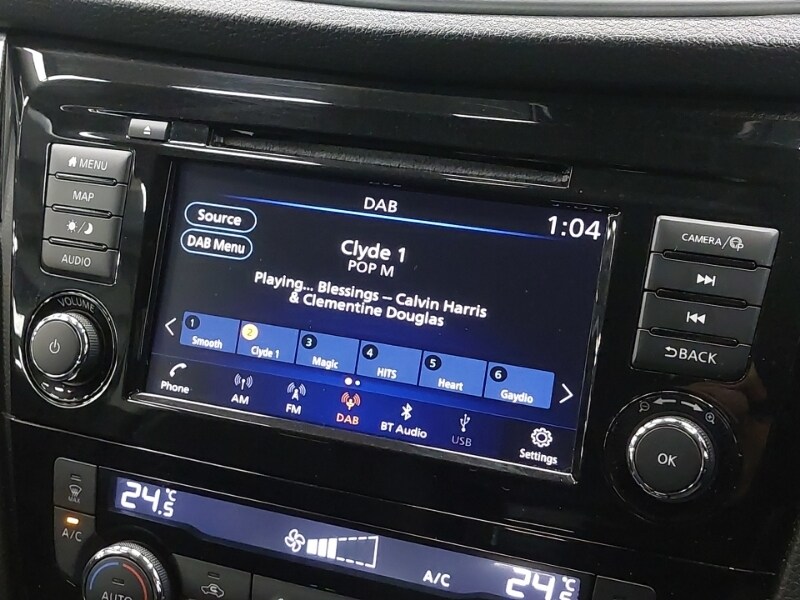 MENU
MAP
AUDIO
VOLUME
DAB
1:04
Source
DAB Menu
Clyde 1
POP M
Playing... Blessings – Calvin Harris
& Clementine Douglas
1 Smooth
2 Clyde 1
3 Magic
4 HITS
5 Heart
6 Gaydio
Phone
AM
FM
DAB
BT Audio
USB
Settings
CAMERA/
BACK
OK
MAX
A/C
24.5°C
A/C
24.5°C
AUTO